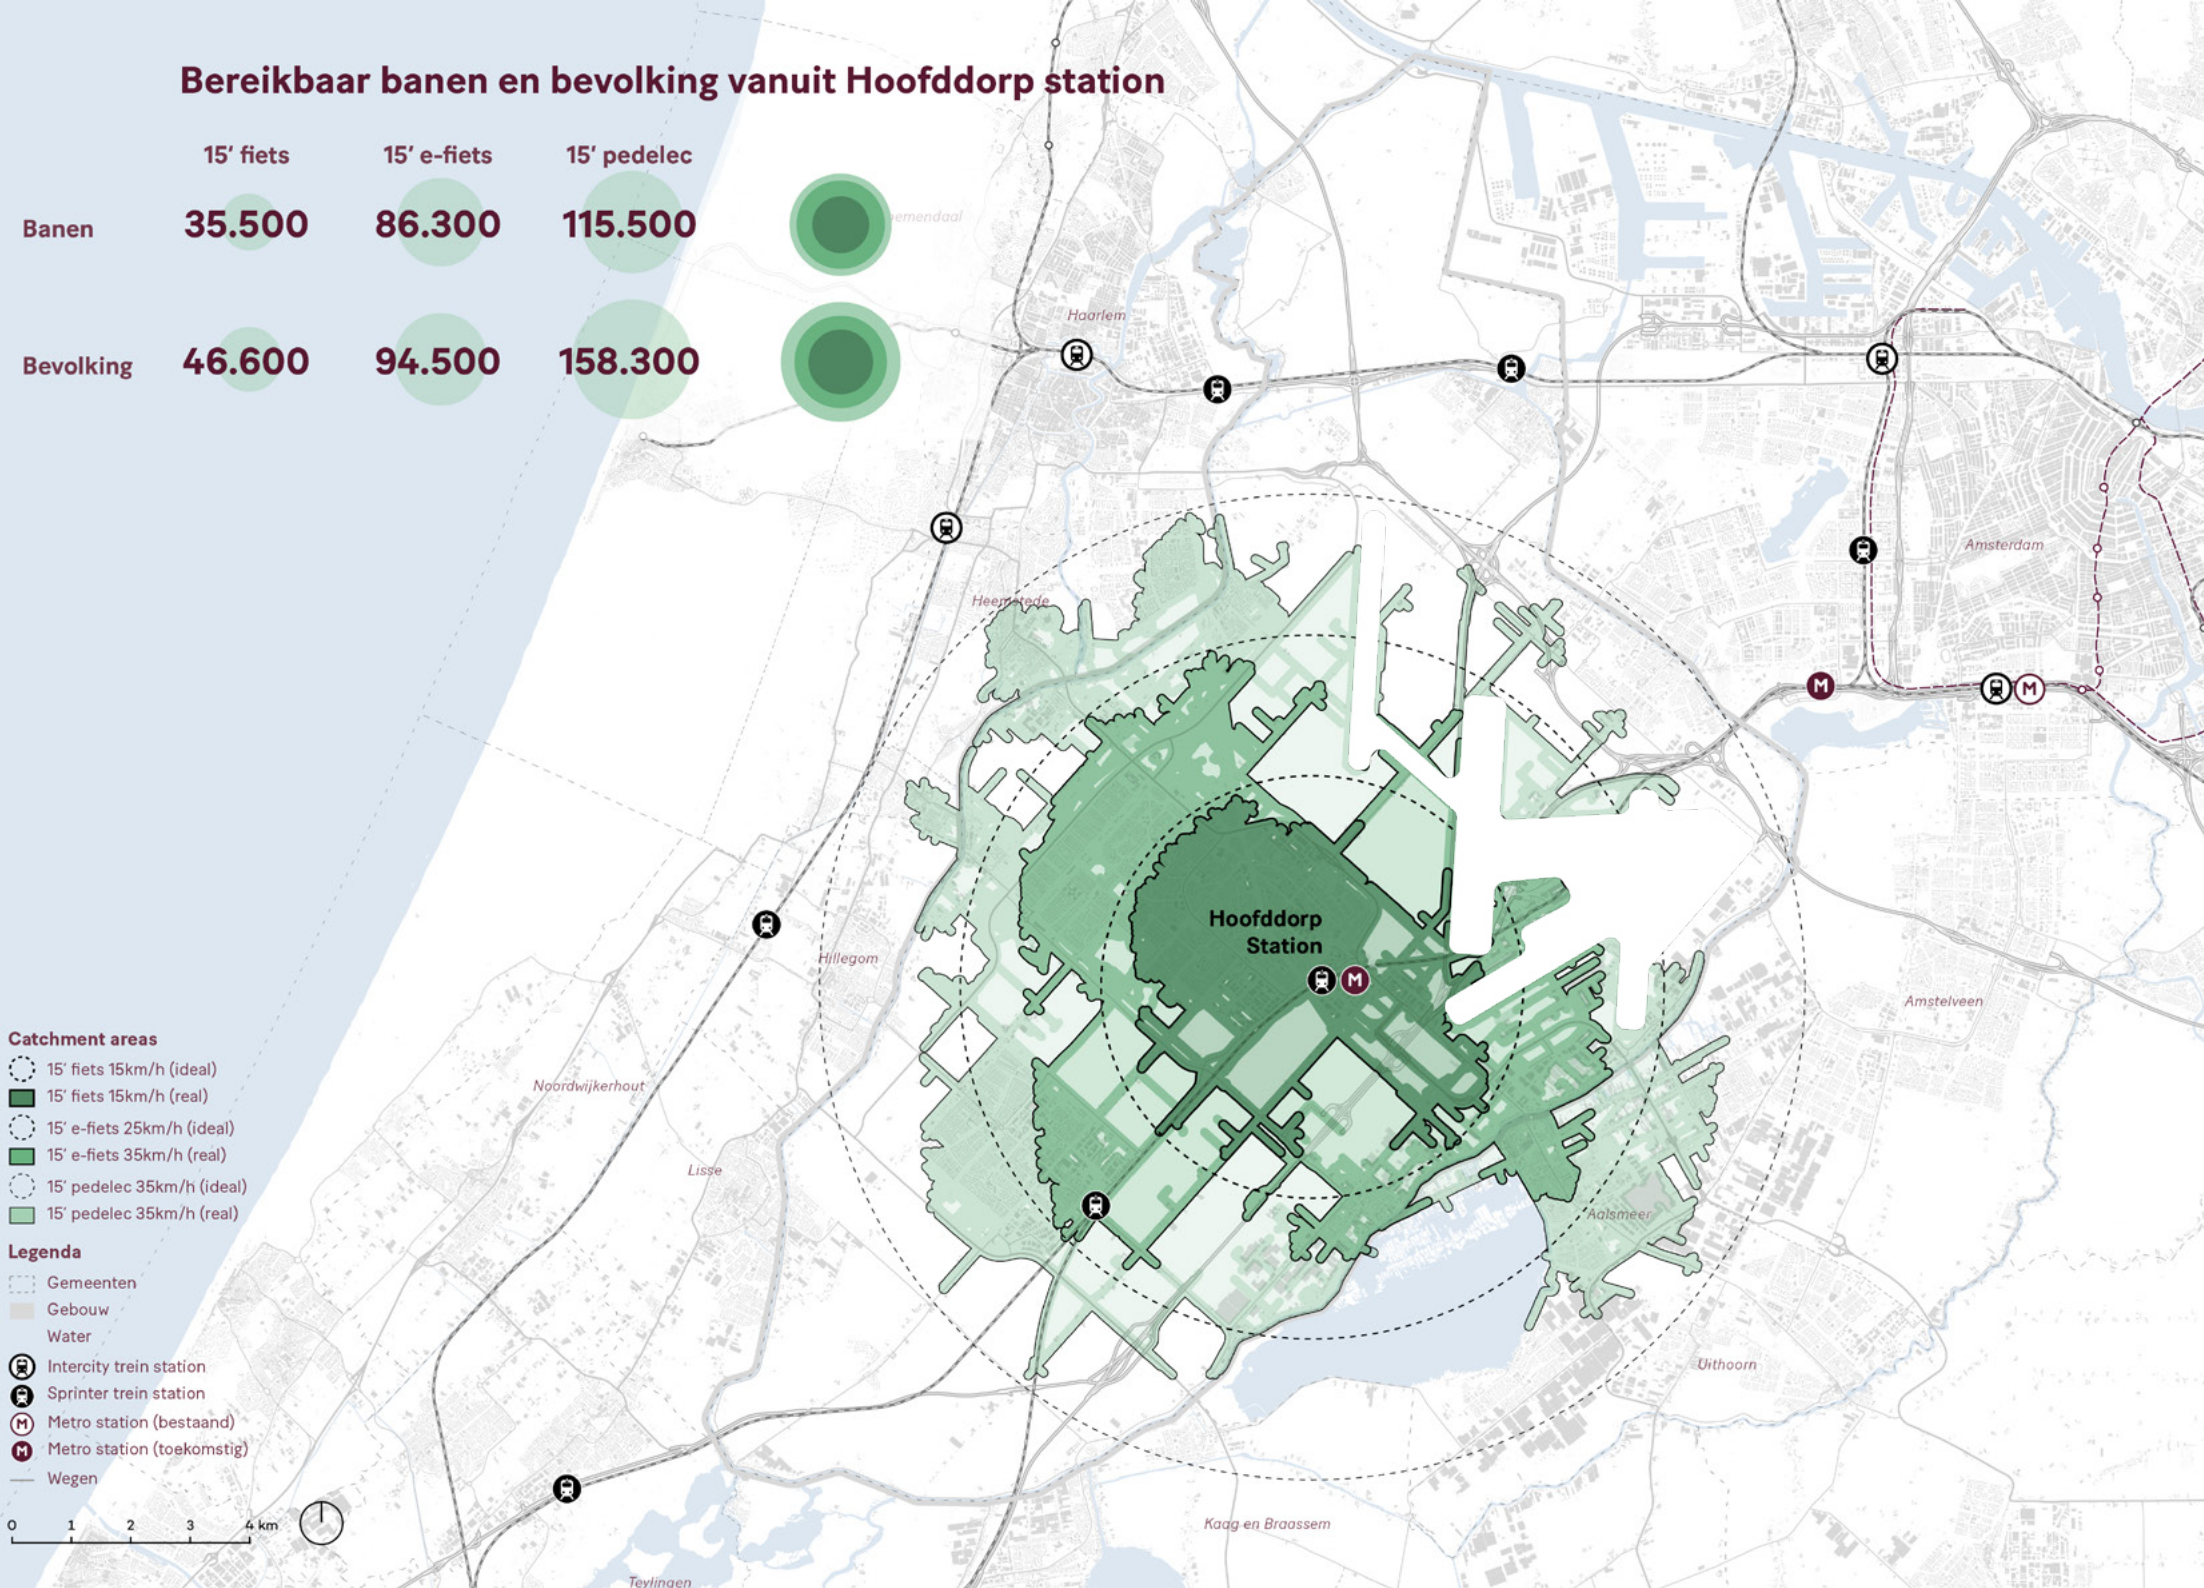 Bereikbaar banen en bevolking vanuit Hoofddorp station
15' fiets 15' e-fiets 15' pedelec
Banen 35.500 86.300 115.500
Bevolking 46.600 94.500 158.300
emendaal
Haarlem
Heemstede
Amsterdam
Hoofddorp
Station
M
M
M
Hillegom
Amstelveen
Noordwijkerhout
Lisse
Aalsmeer
Uithoorn
Kaag en Braassem
Teylingen
Catchment areas
15' fiets 15km/h (ideal)
15' fiets 15km/h (real)
15' e-fiets 25km/h (ideal)
15' e-fiets 35km/h (real)
15' pedelec 35km/h (ideal)
15' pedelec 35km/h (real)
Legenda
Gemeenten
Gebouw
Water
Intercity trein station
Sprinter trein station
M Metro station (bestaand)
M Metro station (toekomstig)
Wegen
0 1 2 3 4 km